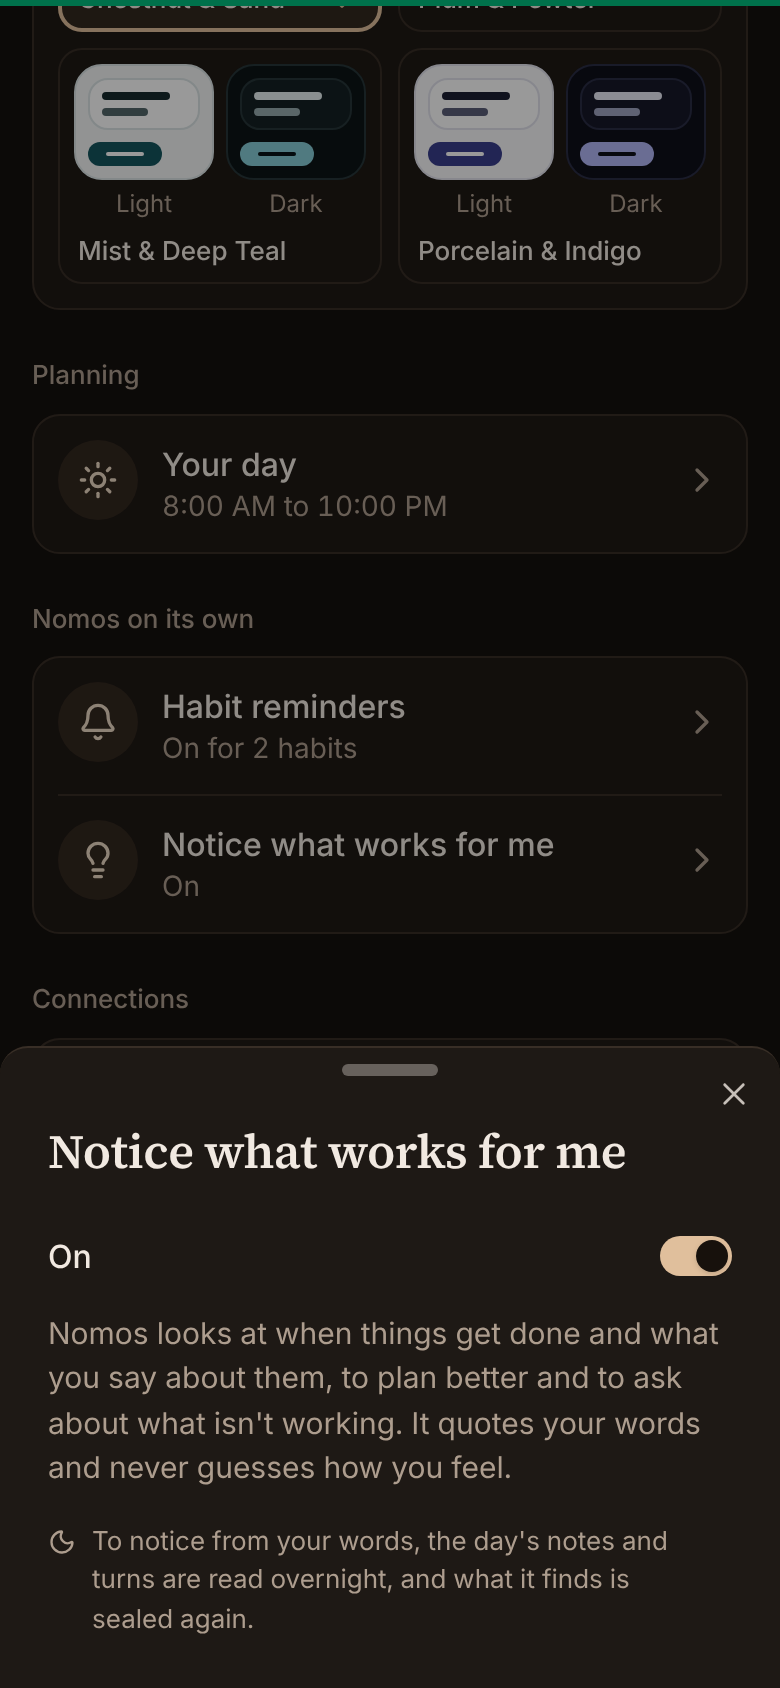 Chestnut & Sand
Plum & Pewter
Light
Dark
Light
Dark
Mist & Deep Teal
Porcelain & Indigo
Planning
Your day
8:00 AM to 10:00 PM
Nomos on its own
Habit reminders
On for 2 habits
Notice what works for me
On
Connections
Notice what works for me
On
Nomos looks at when things get done and what
you say about them, to plan better and to ask
about what isn't working. It quotes your words
and never guesses how you feel.
To notice from your words, the day's notes and
turns are read overnight, and what it finds is
sealed again.